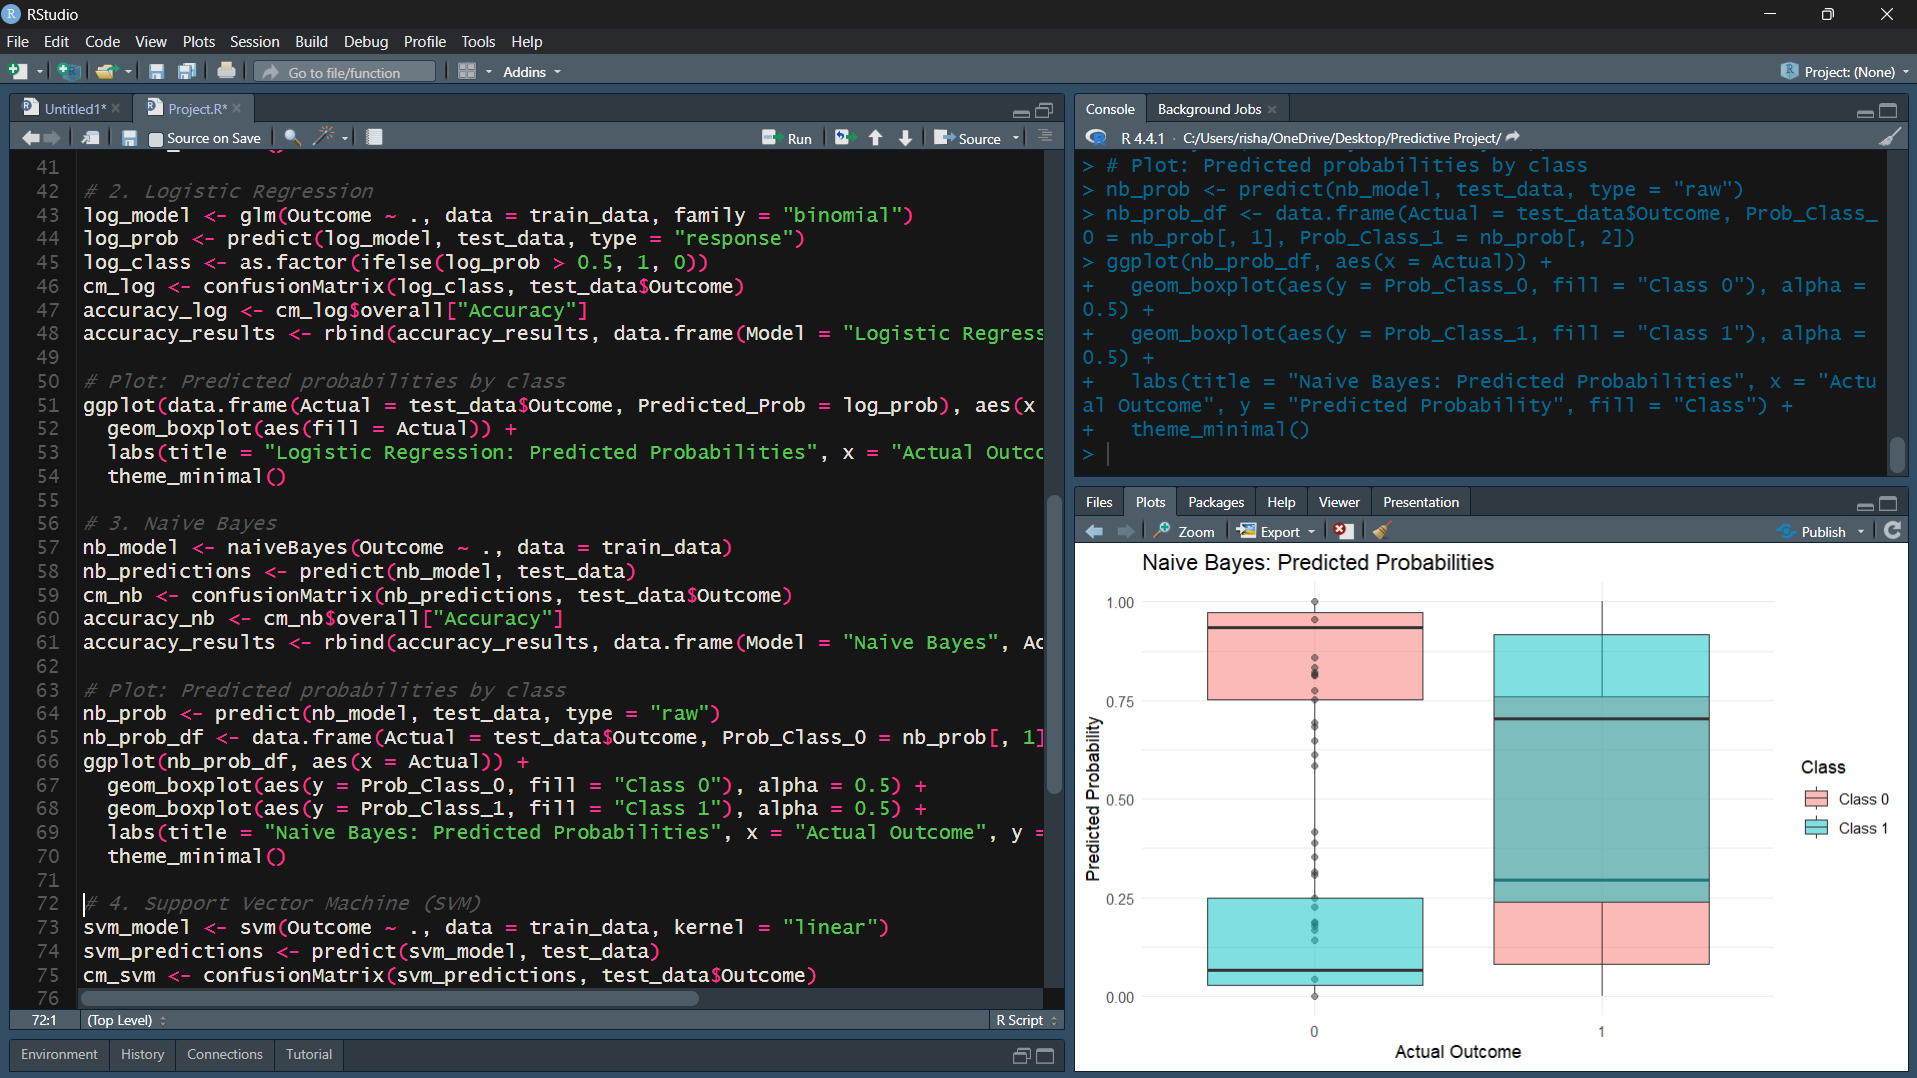 RStudio
File Edit Code View Plots Session Build Debug Profile Tools Help
Go to file/function Addins Project: (None)
Untitled1* Project.R*
Source on Save Run Source
41
42 # 2. Logistic Regression
43 log_model <- glm(Outcome ~ ., data = train_data, family = "binomial")
44 log_prob <- predict(log_model, test_data, type = "response")
45 log_class <- as.factor(ifelse(log_prob > 0.5, 1, 0))
46 cm_log <- confusionMatrix(log_class, test_data$Outcome)
47 accuracy_log <- cm_log$overall["Accuracy"]
48 accuracy_results <- rbind(accuracy_results, data.frame(Model = "Logistic Regress
49
50 # Plot: Predicted probabilities by class
51 ggplot(data.frame(Actual = test_data$Outcome, Predicted_Prob = log_prob), aes(x
52 geom_boxplot(aes(fill = Actual)) +
53 labs(title = "Logistic Regression: Predicted Probabilities", x = "Actual Outco
54 theme_minimal()
55
56 # 3. Naive Bayes
57 nb_model <- naiveBayes(Outcome ~ ., data = train_data)
58 nb_predictions <- predict(nb_model, test_data)
59 cm_nb <- confusionMatrix(nb_predictions, test_data$Outcome)
60 accuracy_nb <- cm_nb$overall["Accuracy"]
61 accuracy_results <- rbind(accuracy_results, data.frame(Model = "Naive Bayes", Ac
62
63 # Plot: Predicted probabilities by class
64 nb_prob <- predict(nb_model, test_data, type = "raw")
65 nb_prob_df <- data.frame(Actual = test_data$Outcome, Prob_Class_0 = nb_prob[, 1]
66 ggplot(nb_prob_df, aes(x = Actual)) +
67 geom_boxplot(aes(y = Prob_Class_0, fill = "Class 0"), alpha = 0.5) +
68 geom_boxplot(aes(y = Prob_Class_1, fill = "Class 1"), alpha = 0.5) +
69 labs(title = "Naive Bayes: Predicted Probabilities", x = "Actual Outcome", y =
70 theme_minimal()
71
72 # 4. Support Vector Machine (SVM)
73 svm_model <- svm(Outcome ~ ., data = train_data, kernel = "linear")
74 svm_predictions <- predict(svm_model, test_data)
75 cm_svm <- confusionMatrix(svm_predictions, test_data$Outcome)
76
72:1 (Top Level) R Script
Environment History Connections Tutorial
Console Background Jobs
R 4.4.1 · C:/Users/risha/OneDrive/Desktop/Predictive Project/
> # Plot: Predicted probabilities by class
> nb_prob <- predict(nb_model, test_data, type = "raw")
> nb_prob_df <- data.frame(Actual = test_data$Outcome, Prob_Class_
0 = nb_prob[, 1], Prob_Class_1 = nb_prob[, 2])
> ggplot(nb_prob_df, aes(x = Actual)) +
+ geom_boxplot(aes(y = Prob_Class_0, fill = "Class 0"), alpha =
0.5) +
+ geom_boxplot(aes(y = Prob_Class_1, fill = "Class 1"), alpha =
0.5) +
+ labs(title = "Naive Bayes: Predicted Probabilities", x = "Actu
al Outcome", y = "Predicted Probability", fill = "Class") +
+ theme_minimal()
>
Files Plots Packages Help Viewer Presentation
Zoom Export Publish
Naive Bayes: Predicted Probabilities
1.00
0.75
0.50
0.25
0.00
Predicted Probability
0 1
Actual Outcome
Class
Class 0
Class 1